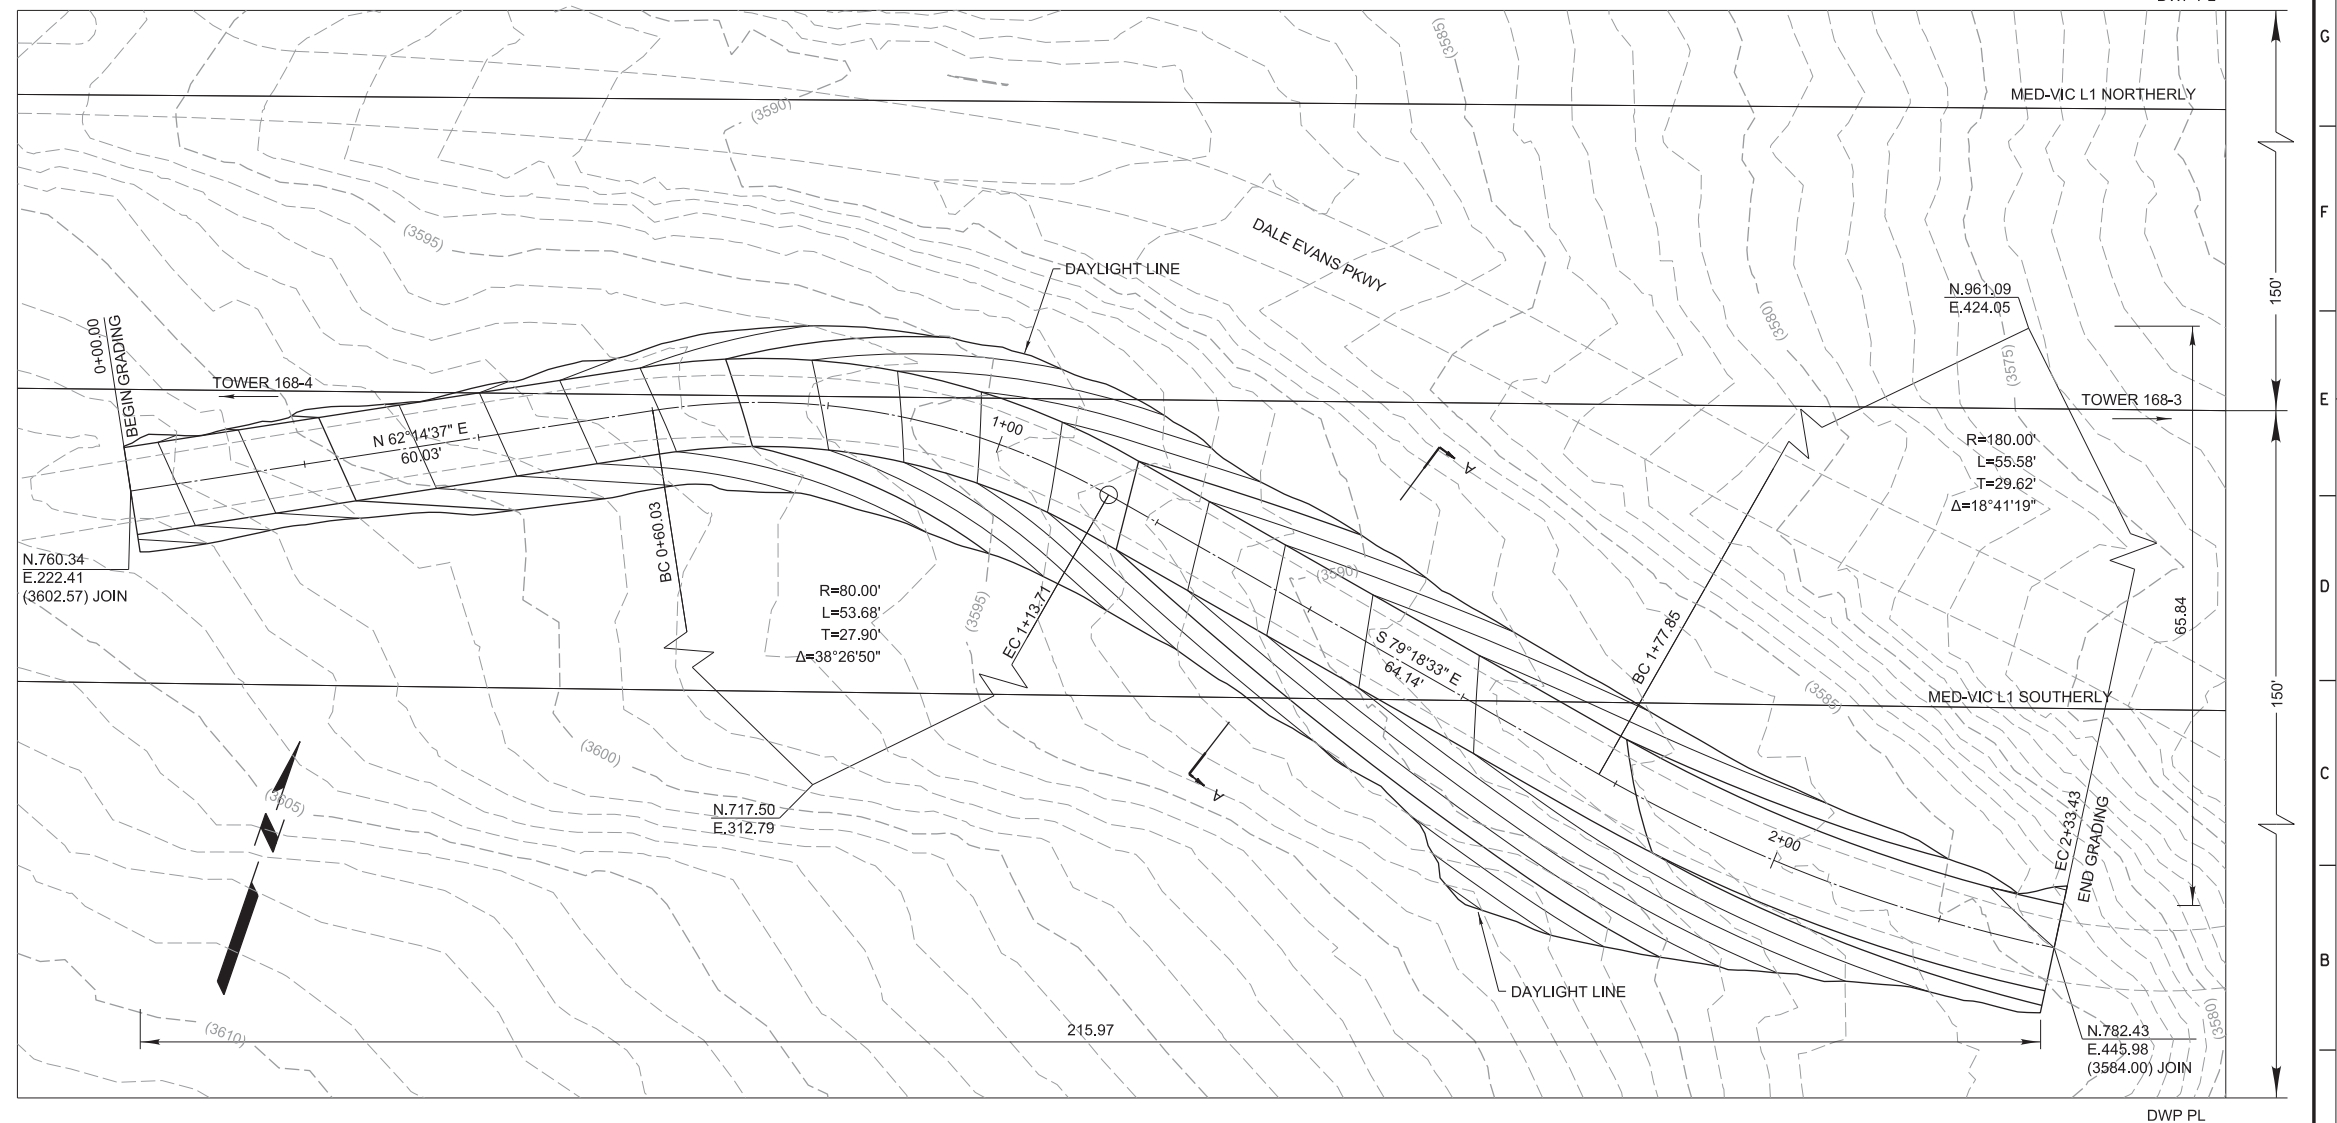 G
MED-VIC L1 NORTHERLY
(3585)
(3590)
F
(3595)
DALE EVANS PKWY
DAYLIGHT LINE
N.961.09
E.424.05
150'
(3580)
(3575)
0+00.00
BEGIN GRADING
TOWER 168-4
TOWER 168-3
E
N 62°14'37" E
60.03'
1+00
A
R=180.00'
L=55.58'
T=29.62'
Δ=18°41'19"
N.760.34
E.222.41
(3602.57) JOIN
BC 0+60.03
R=80.00'
L=53.68'
T=27.90'
Δ=38°26'50"
(3595)
EC 1+13.71
(3590)
D
65.84
S 79°18'33" E
64.14'
BC 1+77.85
(3585)
MED-VIC L1 SOUTHERLY
150'
(3600)
(3605)
N
A
C
N.717.50
E.312.79
2+00
EC 2+33.43
END GRADING
B
DAYLIGHT LINE
(3610)
215.97
(3580)
N.782.43
E.445.98
(3584.00) JOIN
DWP PL